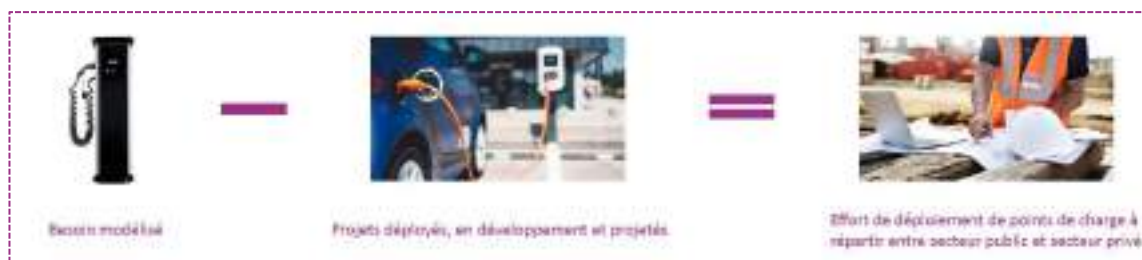 Besoin modélisé
Projets déployés, en développement et projetés
Effort de déploiement de points de charge à
répartir entre secteur public et secteur privé